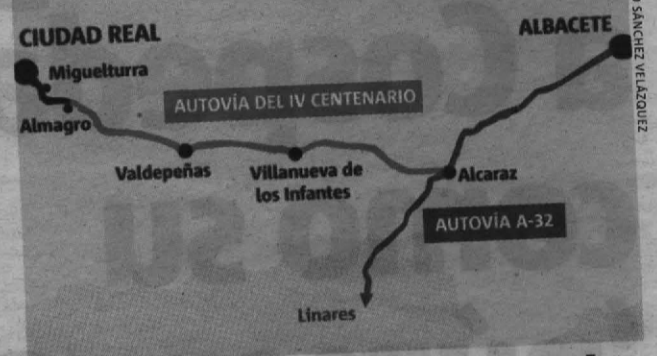 CIUDAD REAL
Miguelturra
Almagro
AUTOVÍA DEL IV CENTENARIO
ALBACETE
SÁNCHEZ VELÁZQUEZ
Valdepeñas
Villanueva de
los Infantes
Alcaraz
AUTOVÍA A-32
Linares